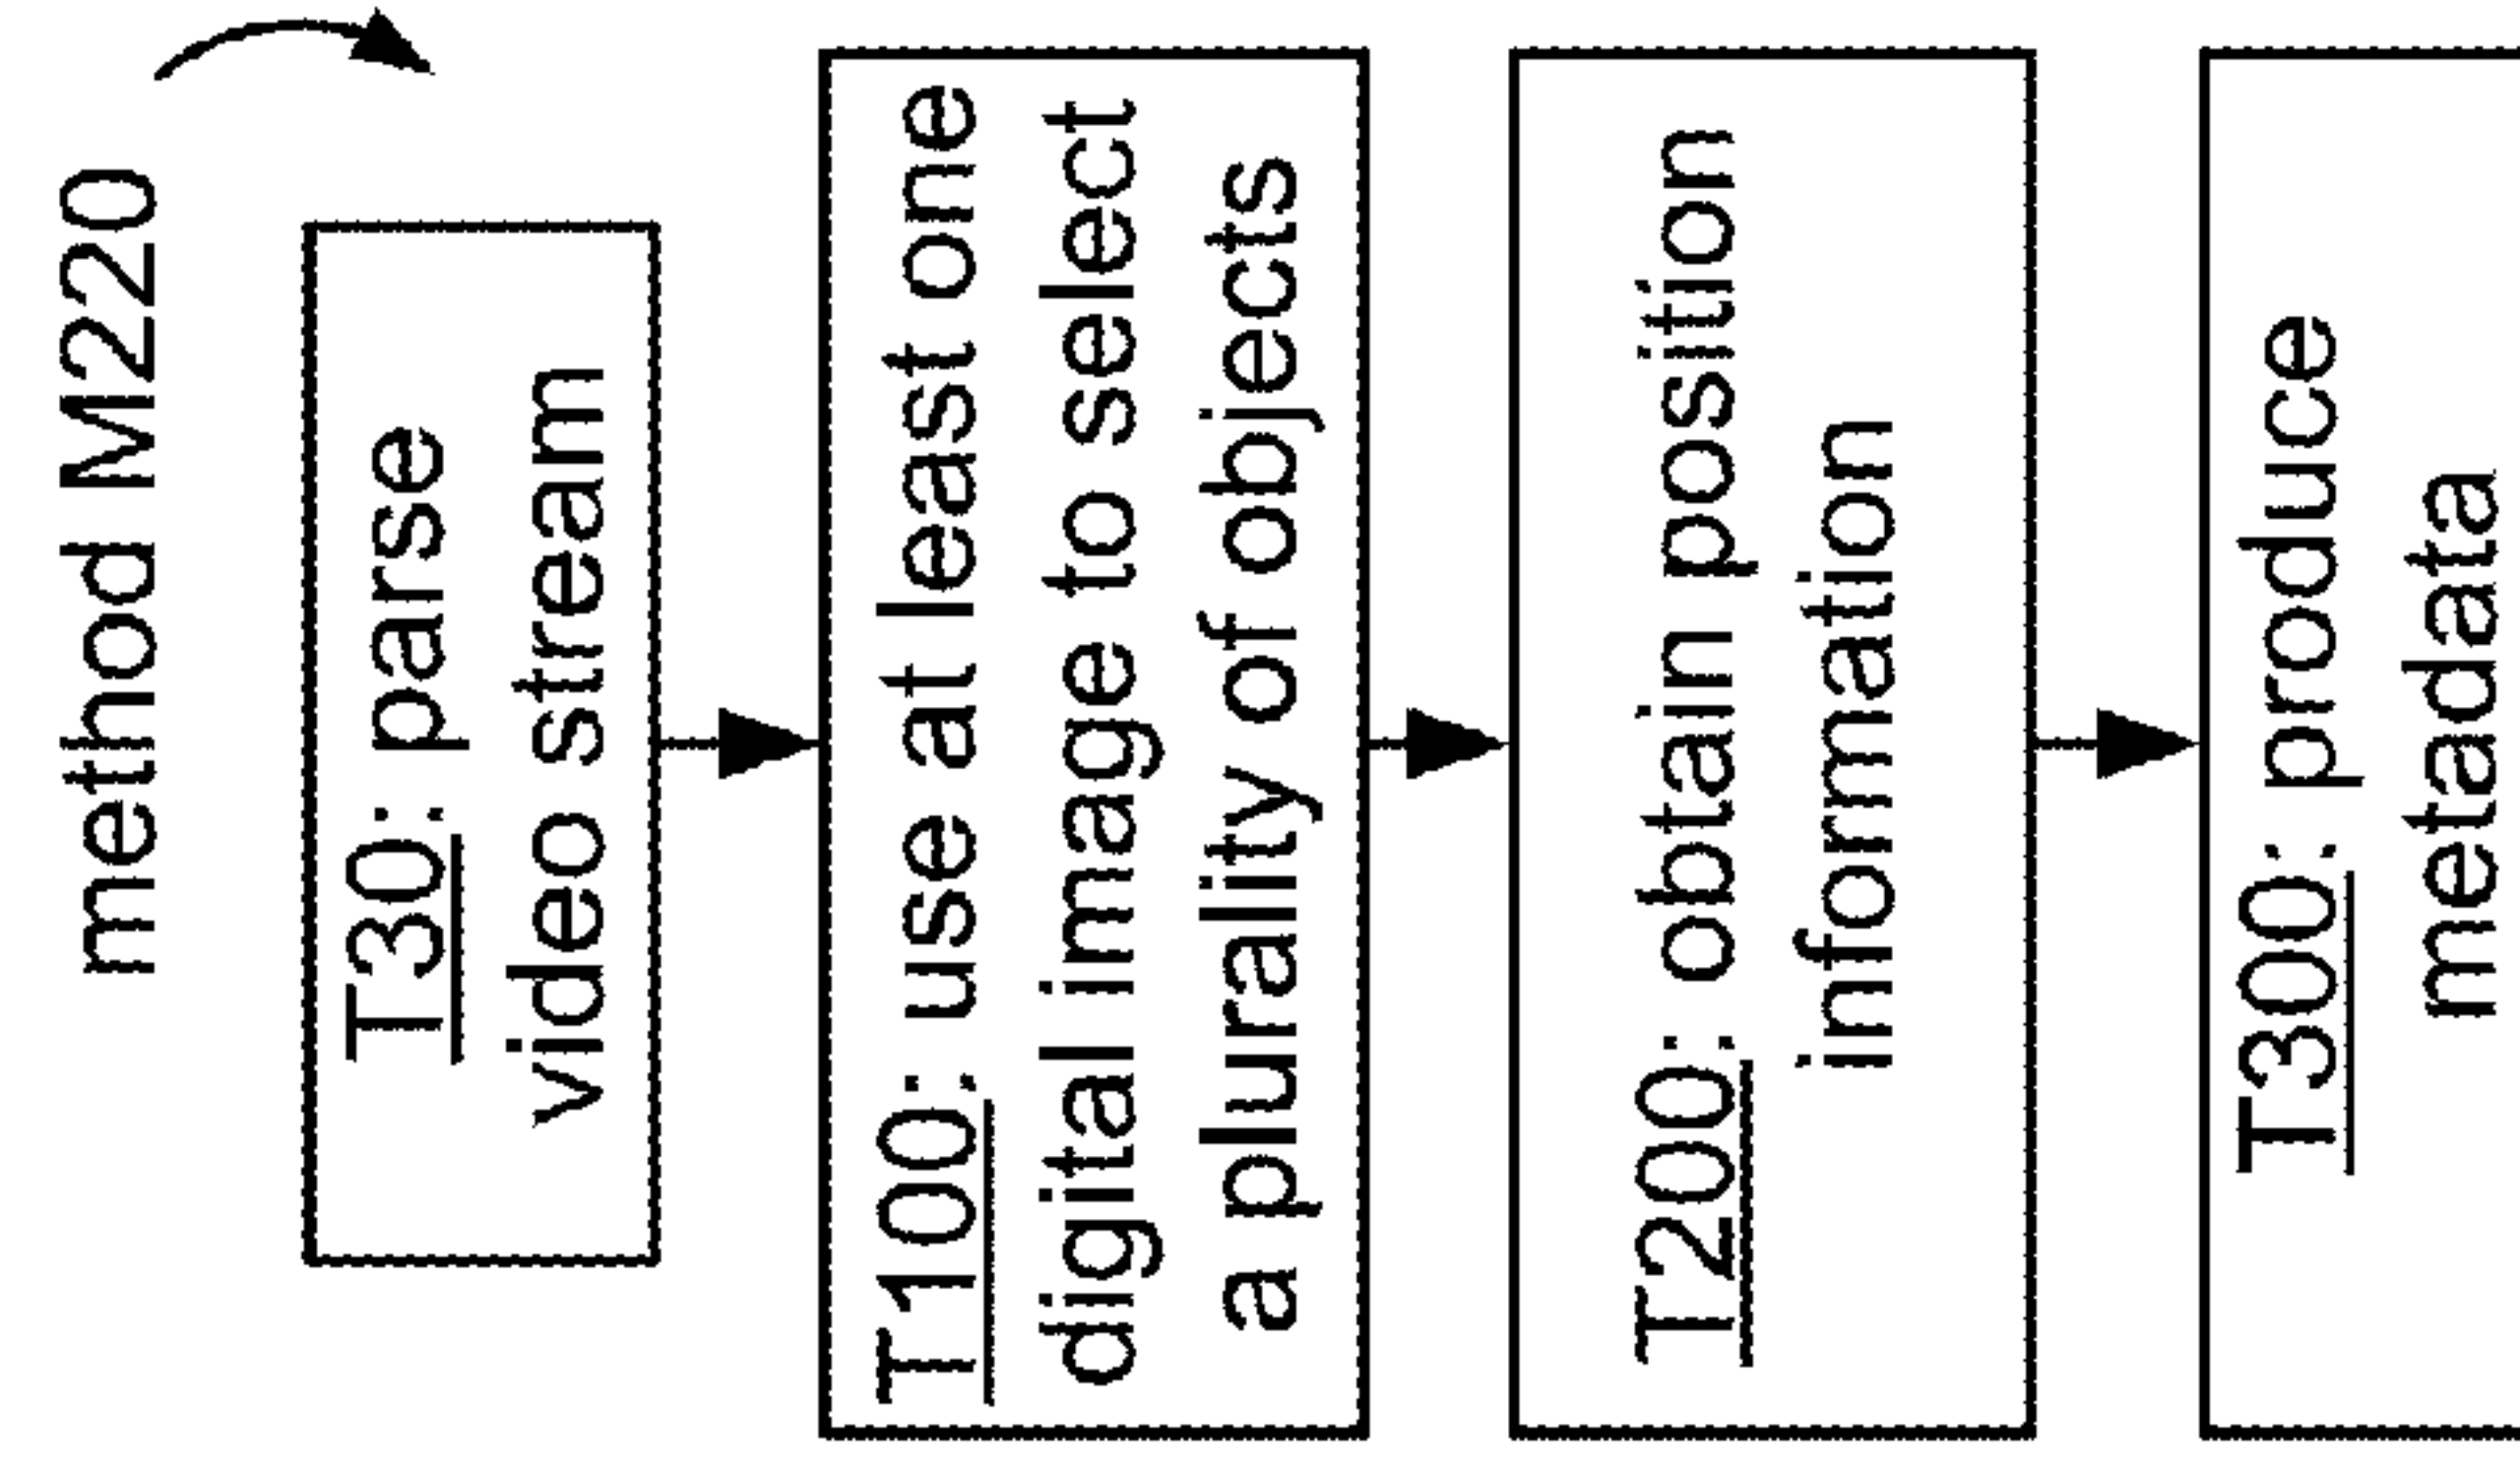 method M220
T30: parse
video stream
T100: use at least one
digital image to select
a plurality of objects
T200: obtain position
information
T300: produce
metadata